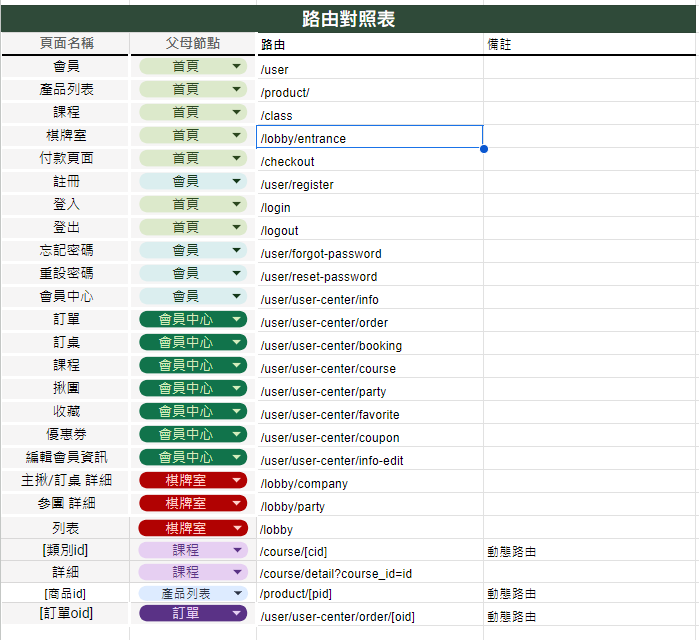 路由對照表
頁面名稱 父母節點 路由 備註
會員 首頁 /user
產品列表 首頁 /product/
課程 首頁 /class
棋牌室 首頁 /lobby/entrance
付款頁面 首頁 /checkout
註冊 會員 /user/register
登入 首頁 /login
登出 首頁 /logout
忘記密碼 會員 /user/forgot-password
重設密碼 會員 /user/reset-password
會員中心 會員 /user/user-center/info
訂單 會員中心 /user/user-center/order
訂桌 會員中心 /user/user-center/booking
課程 會員中心 /user/user-center/course
揪團 會員中心 /user/user-center/party
收藏 會員中心 /user/user-center/favorite
優惠券 會員中心 /user/user-center/coupon
編輯會員資訊 會員中心 /user/user-center/info-edit
主揪/訂桌 詳細 棋牌室 /lobby/company
參團 詳細 棋牌室 /lobby/party
列表 棋牌室 /lobby
[類別id] 課程 /course/[cid] 動態路由
詳細 課程 /course/detail?course_id=id
[商品id] 產品列表 /product/[pid] 動態路由
[訂單oid] 訂單 /user/user-center/order/[oid] 動態路由